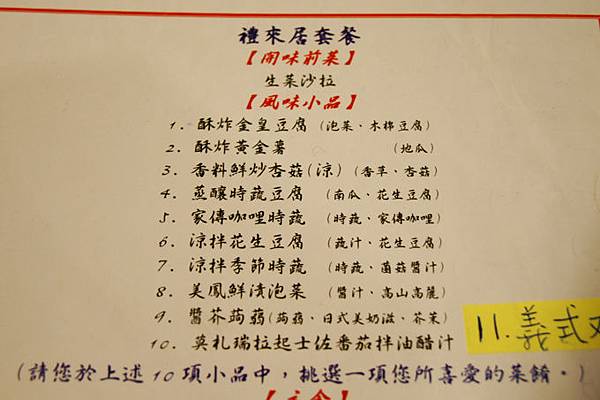 禮來居套餐
【開味前菜】
生菜沙拉
【風味小品】
1. 酥炸金皇豆腐 (泡菜、木棉豆腐)
2. 酥炸黃金薯 (地瓜)
3. 香料鮮炒杏菇(涼) (香草、杏菇)
4. 蒸釀時蔬豆腐 (南瓜、花生豆腐)
5. 家傳咖哩時蔬 (時蔬、家傳咖哩)
6. 涼拌花生豆腐 (蔬汁、花生豆腐)
7. 涼拌季節時蔬 (時蔬、菌菇醬汁)
8. 美鳳鮮漬泡菜 (醬汁、高山高麗)
9. 醬芥蒟蒻(蒟蒻、日式美奶滋、芥茉)
10. 莫札瑞拉起士佐番茄拌油醋汁
11. 義式
(請您於上述10項小品中，挑選一項您所喜愛的菜餚。)
【主食】